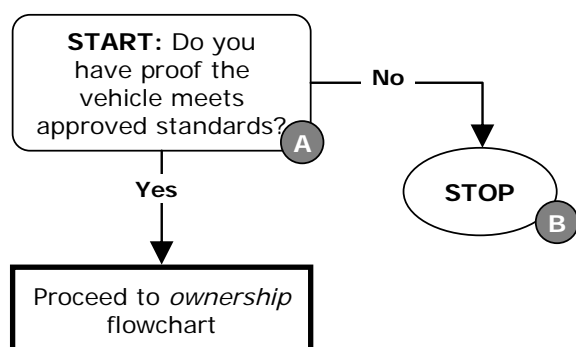 START: Do you
have proof the
vehicle meets
approved standards?
A
No
Yes
STOP
B
Proceed to ownership
flowchart